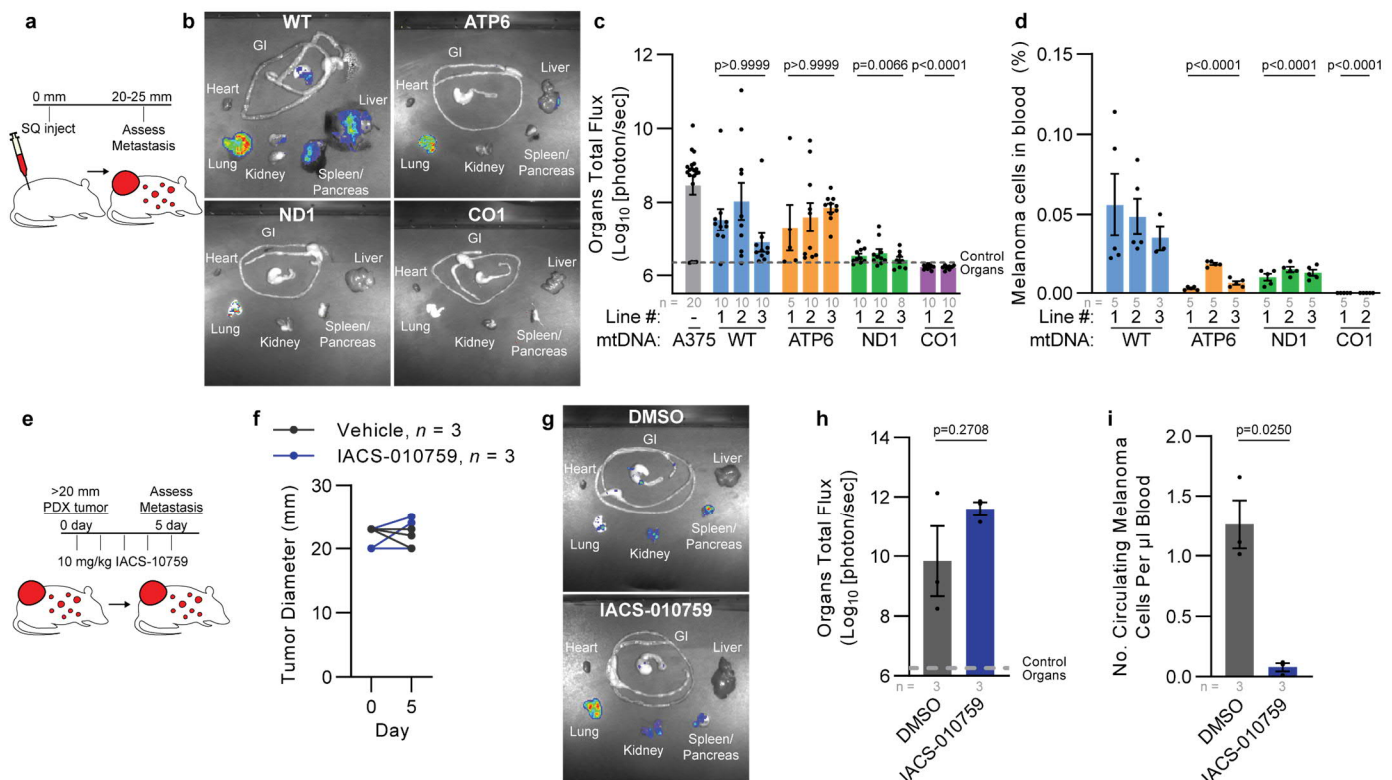 a
0 mm
20-25 mm
SQ inject
Assess
Metastasis
b
WT
GI
Heart
Liver
Lung
Kidney
Spleen/
Pancreas
ATP6
GI
Heart
Liver
Lung
Kidney
Spleen/
Pancreas
ND1
GI
Heart
Liver
Lung
Kidney
Spleen/
Pancreas
CO1
GI
Heart
Liver
Lung
Kidney
Spleen/
Pancreas
c
Organs Total Flux
(Log10 [photon/sec])
12
10
8
6
p>0.9999 p>0.9999 p=0.0066 p<0.0001
Control
Organs
n = 20 10 10 10 5 10 10 10 10 8 10 10
Line #: - 1 2 3 1 2 3 1 2 3 1 2
mtDNA: A375 WT ATP6 ND1 CO1
d
Melanoma cells in blood (%)
0.15
0.10
0.05
0.00
p<0.0001 p<0.0001 p<0.0001
n = 5 5 3 5 5 5 5 5 5 5 5
Line #: 1 2 3 1 2 3 1 2 3 1 2
mtDNA: WT ATP6 ND1 CO1
e
>20 mm
PDX tumor
Assess
Metastasis
0 day
5 day
10 mg/kg IACS-10759
f
Vehicle, n = 3
IACS-010759, n = 3
Tumor Diameter (mm)
30
20
10
0
0 5
Day
g
DMSO
GI
Heart
Liver
Lung
Kidney
Spleen/
Pancreas
IACS-010759
GI
Heart
Liver
Lung
Kidney
Spleen/
Pancreas
h
Organs Total Flux
(Log10 [photon/sec])
14
12
10
8
6
p=0.2708
Control
Organs
n = 3 3
DMSO
IACS-010759
i
No. Circulating Melanoma
Cells Per µl Blood
2.0
1.5
1.0
0.5
0.0
p=0.0250
n = 3 3
DMSO
IACS-010759